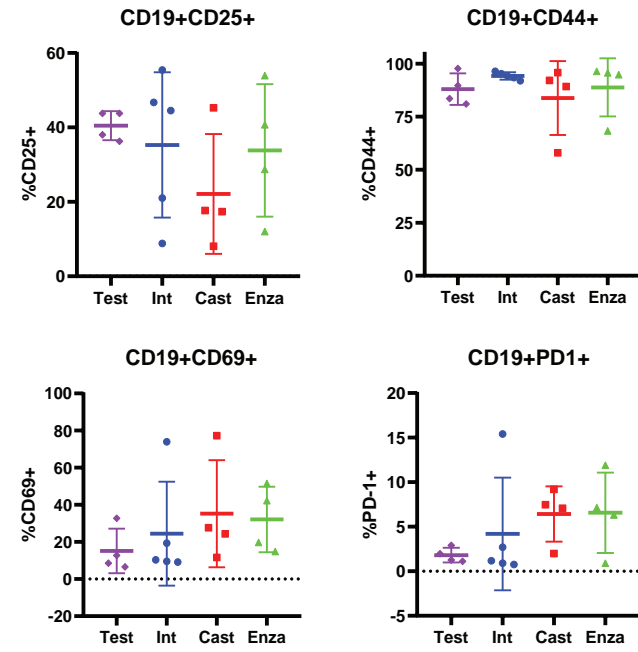 CD19+CD25+
%CD25+
60
40
20
0
Test Int Cast Enza
CD19+CD44+
%CD44+
100
75
50
25
0
Test Int Cast Enza
CD19+CD69+
%CD69+
100
80
60
40
20
0
-20
Test Int Cast Enza
CD19+PD1+
%PD-1+
20
15
10
5
0
-5
Test Int Cast Enza